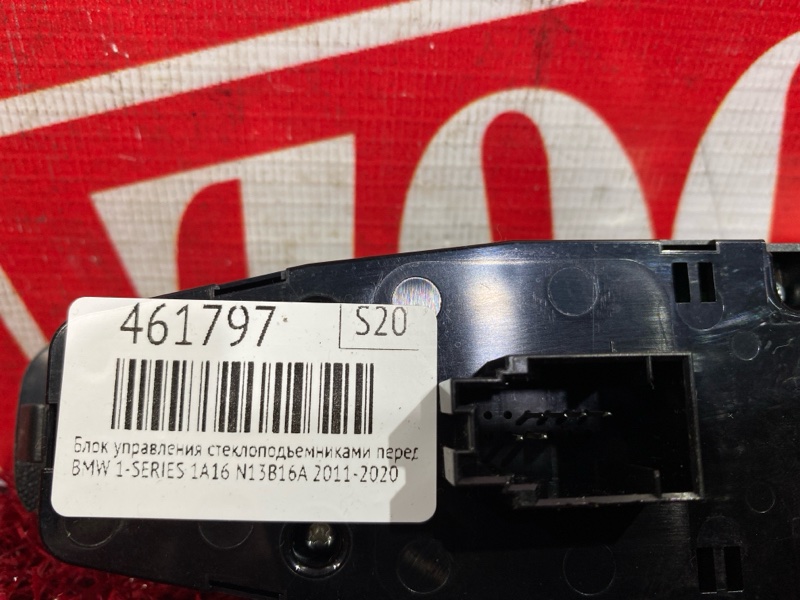 461797
S20
Блок управления стеклоподьемниками перед
BMW 1-SERIES 1A16 N13B16A 2011-2020